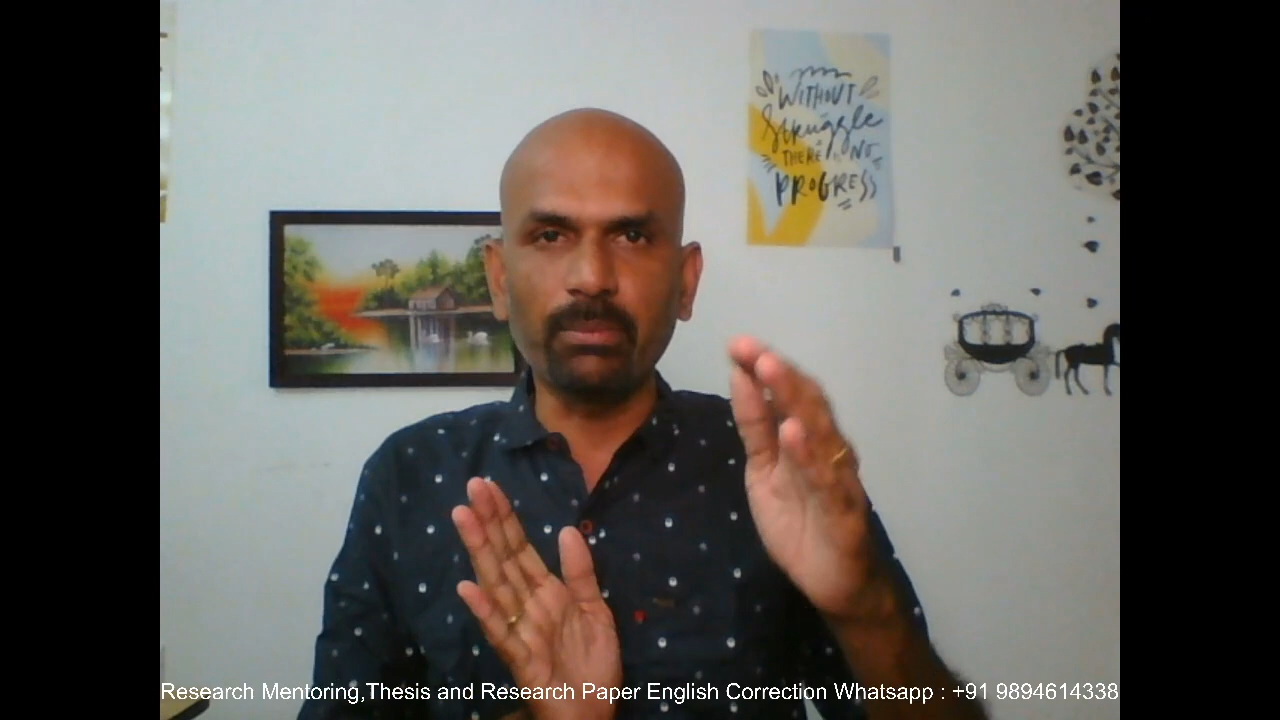 WITHOUT
Struggle
THERE IS NO
PROGRESS
Research Mentoring,Thesis and Research Paper English Correction Whatsapp : +91 9894614338